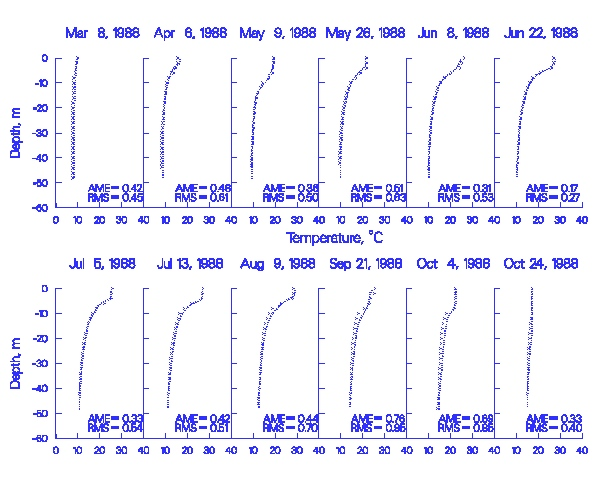 Mar 8, 1988 Apr 6, 1988 May 9, 1988 May 26, 1988 Jun 8, 1988 Jun 22, 1988
0
-10
-20
-30
-40
-50
-60
Depth, m
AME = 0.42 AME = 0.48 AME = 0.38 AME = 0.51 AME = 0.31 AME = 0.17
RMS = 0.45 RMS = 0.61 RMS = 0.50 RMS = 0.63 RMS = 0.53 RMS = 0.27
0 10 20 30 40 10 20 30 40 10 20 30 40 10 20 30 40 10 20 30 40 10 20 30 40
Temperature, °C
Jul 5, 1988 Jul 13, 1988 Aug 9, 1988 Sep 21, 1988 Oct 4, 1988 Oct 24, 1988
0
-10
-20
-30
-40
-50
-60
Depth, m
AME = 0.33 AME = 0.42 AME = 0.44 AME = 0.76 AME = 0.69 AME = 0.33
RMS = 0.54 RMS = 0.51 RMS = 0.70 RMS = 0.95 RMS = 0.85 RMS = 0.40
0 10 20 30 40 10 20 30 40 10 20 30 40 10 20 30 40 10 20 30 40 10 20 30 40